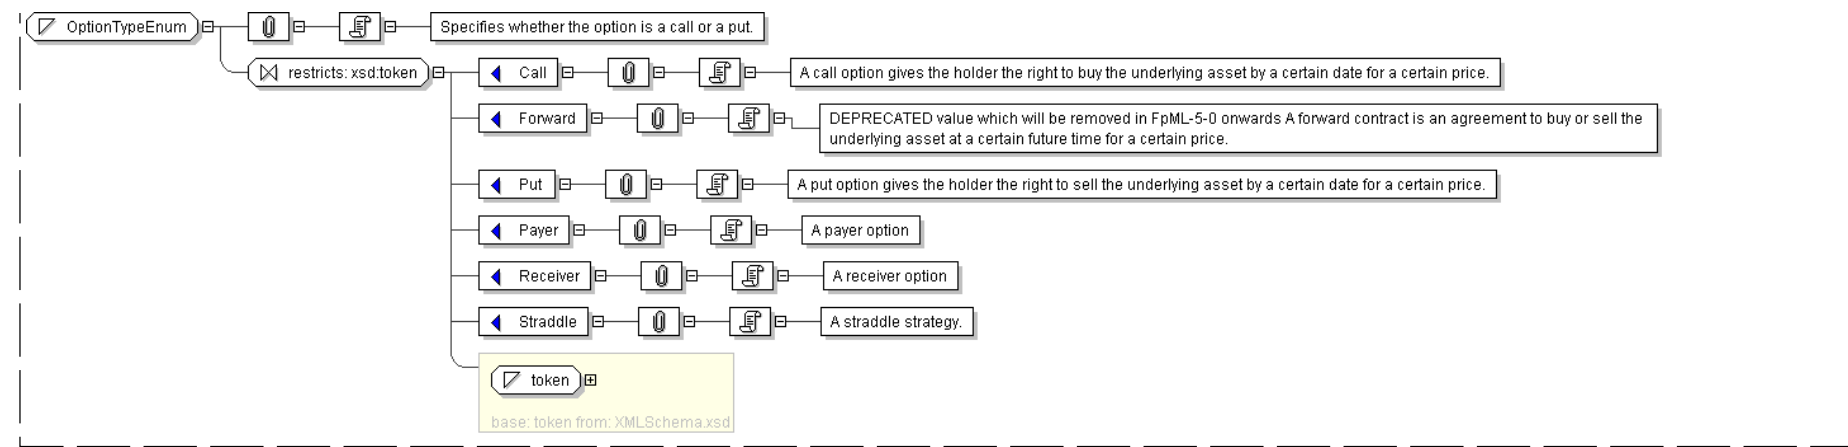 OptionTypeEnum
Specifies whether the option is a call or a put.
restricts: xsd:token
Call
A call option gives the holder the right to buy the underlying asset by a certain date for a certain price.
Forward
DEPRECATED value which will be removed in FpML-5-0 onwards A forward contract is an agreement to buy or sell the
underlying asset at a certain future time for a certain price.
Put
A put option gives the holder the right to sell the underlying asset by a certain date for a certain price.
Payer
A payer option
Receiver
A receiver option
Straddle
A straddle strategy.
token
base: token from: XMLSchema.xsd